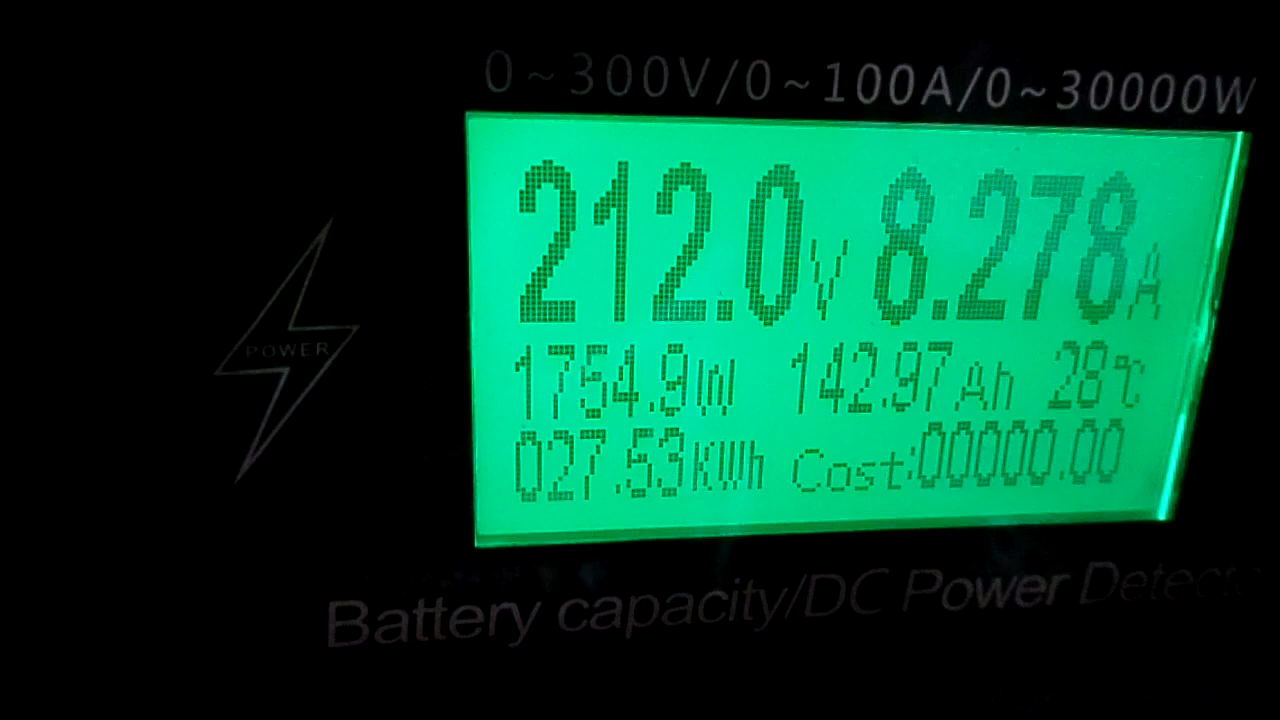 0~300V/0~100A/0~30000W
212.0V 8.278A
POWER
1754.9W 142.97Ah 28℃
027.53KWh Cost:00000.00
Battery capacity/DC Power